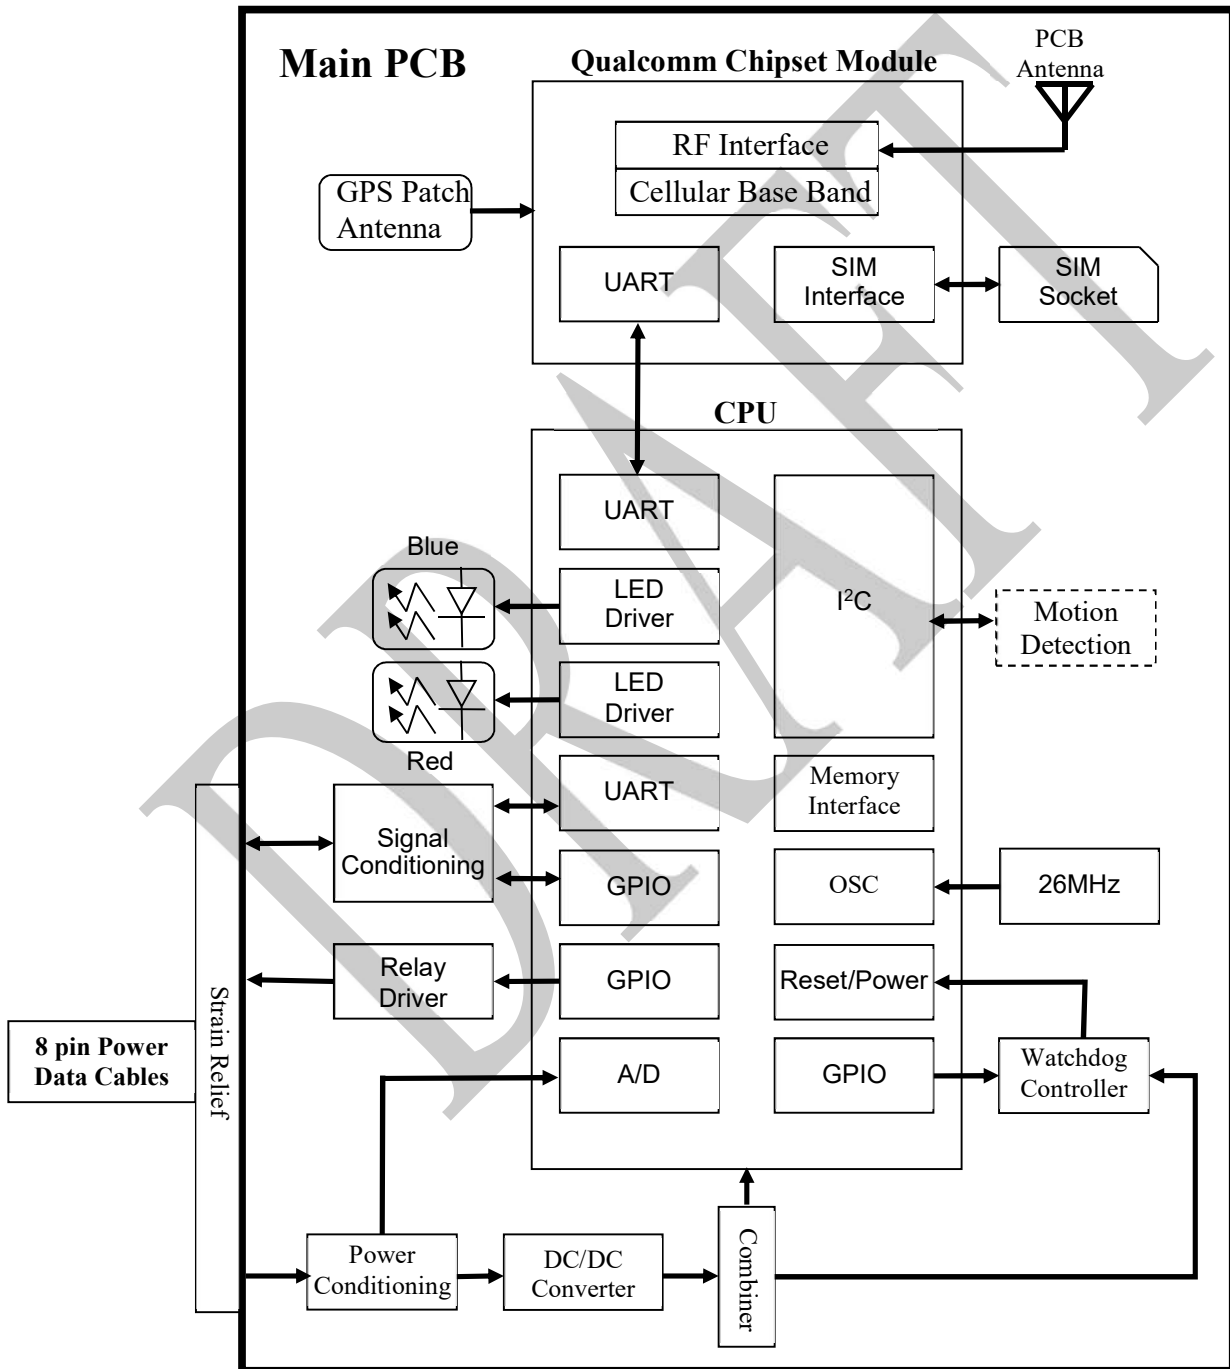 Main PCB
Qualcomm Chipset Module
PCB
Antenna
RF Interface
Cellular Base Band
GPS Patch
Antenna
UART
SIM
Interface
SIM
Socket
CPU
UART
I²C
Blue
LED
Driver
Motion
Detection
LED
Driver
Red
UART
Memory
Interface
Signal
Conditioning
GPIO
OSC
26MHz
Relay
Driver
GPIO
Reset/Power
Strain Relief
8 pin Power
Data Cables
A/D
GPIO
Watchdog
Controller
Power
Conditioning
DC/DC
Converter
Combiner
DRAFT